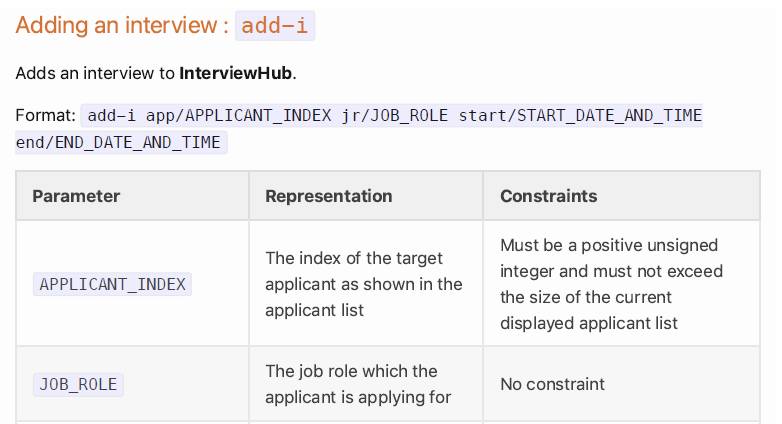 Adding an interview : add-i
Adds an interview to InterviewHub.
Format: add-i app/APPLICANT_INDEX jr/JOB_ROLE start/START_DATE_AND_TIME
end/END_DATE_AND_TIME
Parameter Representation Constraints
APPLICANT_INDEX
The index of the target
applicant as shown in the
applicant list
Must be a positive unsigned
integer and must not exceed
the size of the current
displayed applicant list
JOB_ROLE
The job role which the
applicant is applying for
No constraint